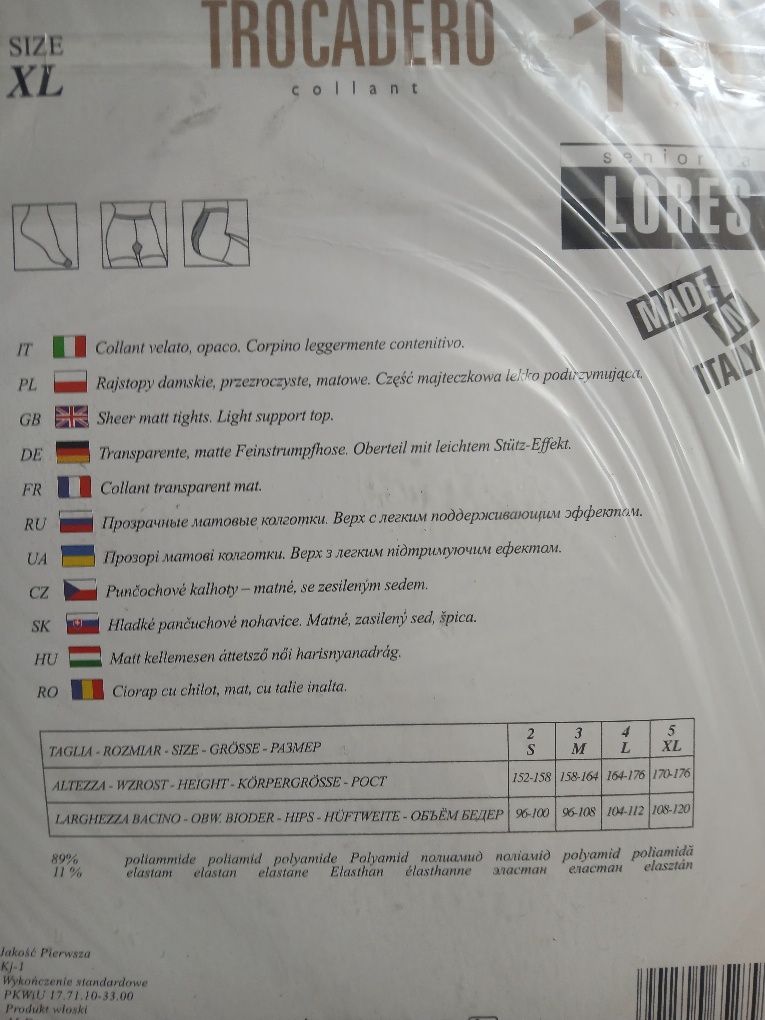 SIZE
XL
TROCADERO
collant
LORES
MADE
IN
ITALY
IT Collant velato, opaco. Corpino leggermente contenitivo.
PL Rajstopy damskie, przezroczyste, matowe. Część majteczkowa lekko podtrzymująca.
GB Sheer matt tights. Light support top.
DE Transparente, matte Feinstrumpfhose. Oberteil mit leichtem Stütz-Effekt.
FR Collant transparent mat.
RU Прозрачные матовые колготки. Верх с легким поддерживающим эффектом.
UA Прозорі матові колготки. Верх з легким підтримуючим ефектом.
CZ Punčochové kalhoty – matné, se zesileným sedem.
SK Hladké pančuchové nohavice. Matné, zasilený sed, špica.
HU Matt kellemesen áttetsző női harisnyanadrág.
RO Ciorap cu chilot, mat, cu talie inalta.
TAGLIA - ROZMIAR - SIZE - GRÖSSE - РАЗМЕР 2 S 3 M 4 L 5 XL
ALTEZZA - WZROST - HEIGHT - KÖRPERGRÖSSE - РОСТ 152-158 158-164 164-176 170-176
LARGHEZZA BACINO - OBW. BIODER - HIPS - HÜFTWEITE - ОБЪЁМ БЕДЕР 96-100 96-108 104-112 108-120
89% poliammide poliamid polyamide Polyamid полиамид поліамід polyamid poliamidă
11 % elastam elastan elastane Elasthan élasthanne эластан еластан elasztán
Jakość Pierwsza
Kj-1
Wykończenie standardowe
PKWiU 17.71.10-33.00
Produkt włoski